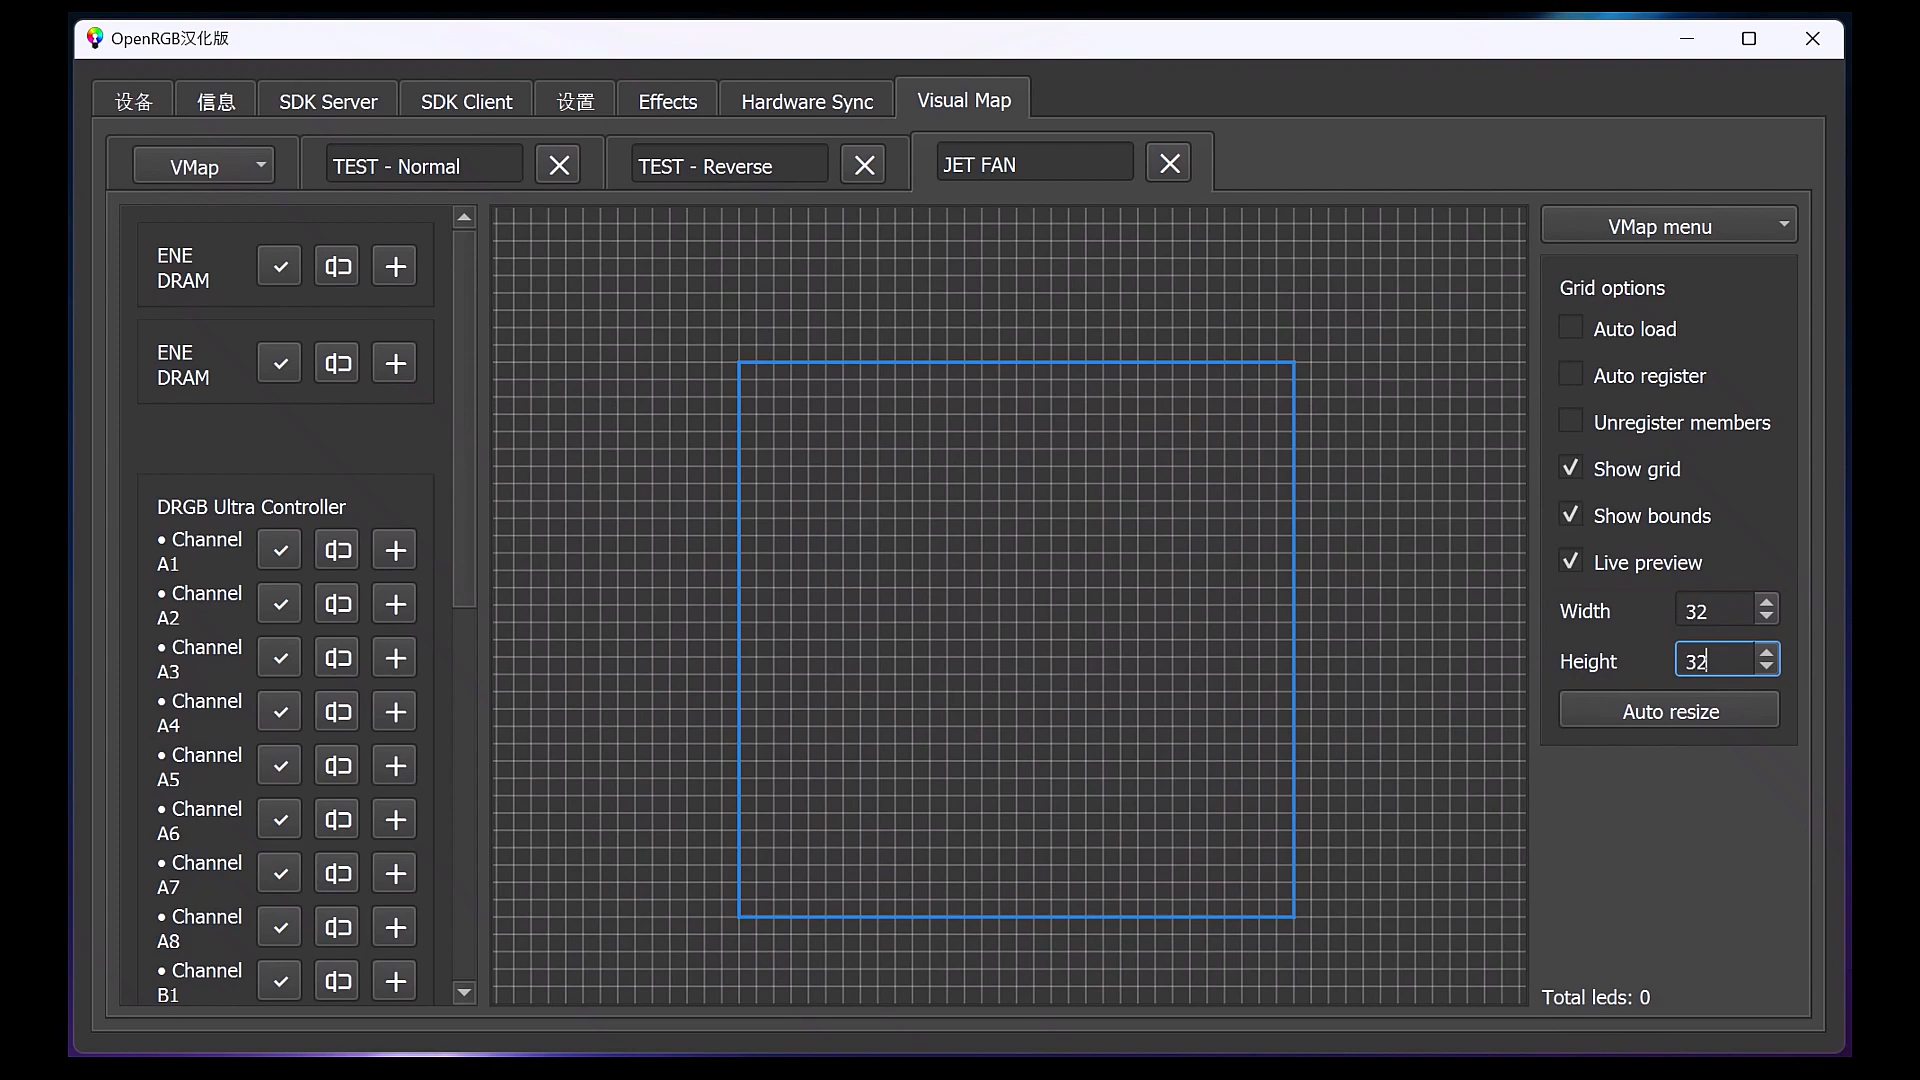 OpenRGB汉化版
设备 信息 SDK Server SDK Client 设置 Effects Hardware Sync Visual Map
VMap TEST - Normal TEST - Reverse JET FAN
ENE
DRAM
ENE
DRAM
DRGB Ultra Controller
• Channel
A1
• Channel
A2
• Channel
A3
• Channel
A4
• Channel
A5
• Channel
A6
• Channel
A7
• Channel
A8
• Channel
B1
VMap menu
Grid options
Auto load
Auto register
Unregister members
Show grid
Show bounds
Live preview
Width 32
Height 32
Auto resize
Total leds: 0